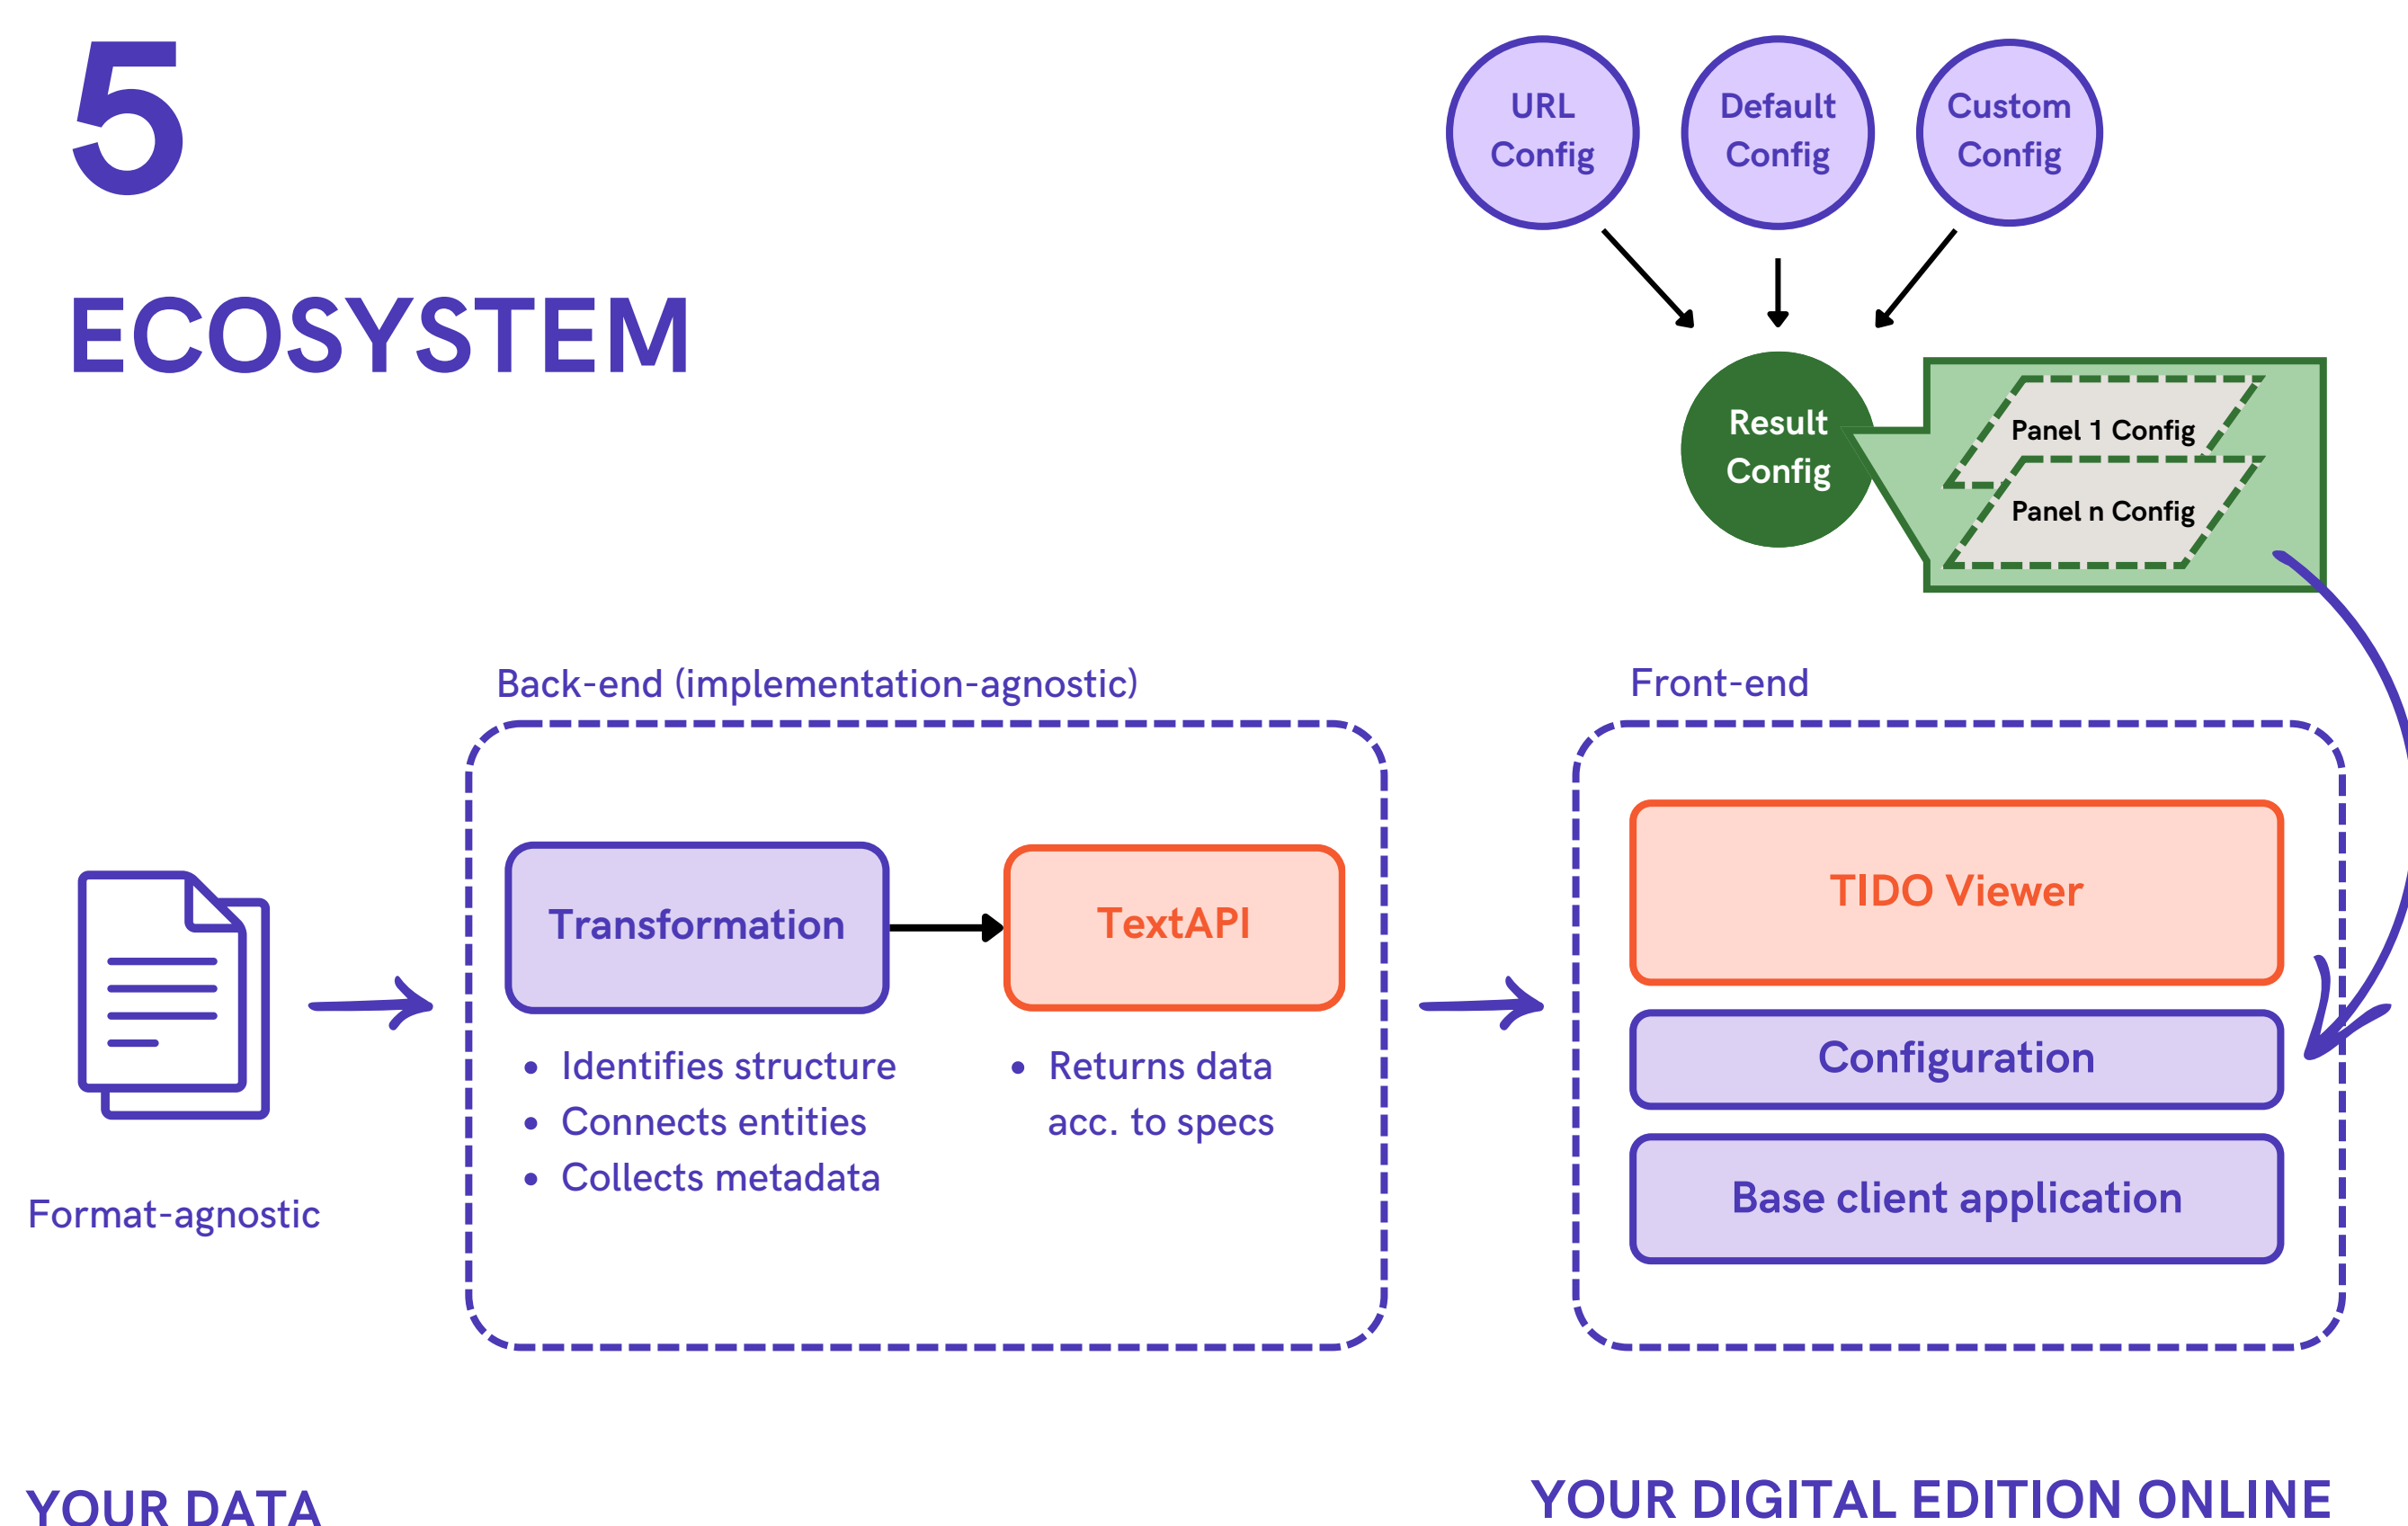 5
ECOSYSTEM
URL
Config
Default
Config
Custom
Config
Result
Config
Panel 1 Config
Panel n Config
Back-end (implementation-agnostic)
Front-end
Transformation
TextAPI
• Identifies structure
• Connects entities
• Collects metadata
• Returns data
acc. to specs
TIDO Viewer
Configuration
Base client application
Format-agnostic
YOUR DATA
YOUR DIGITAL EDITION ONLINE